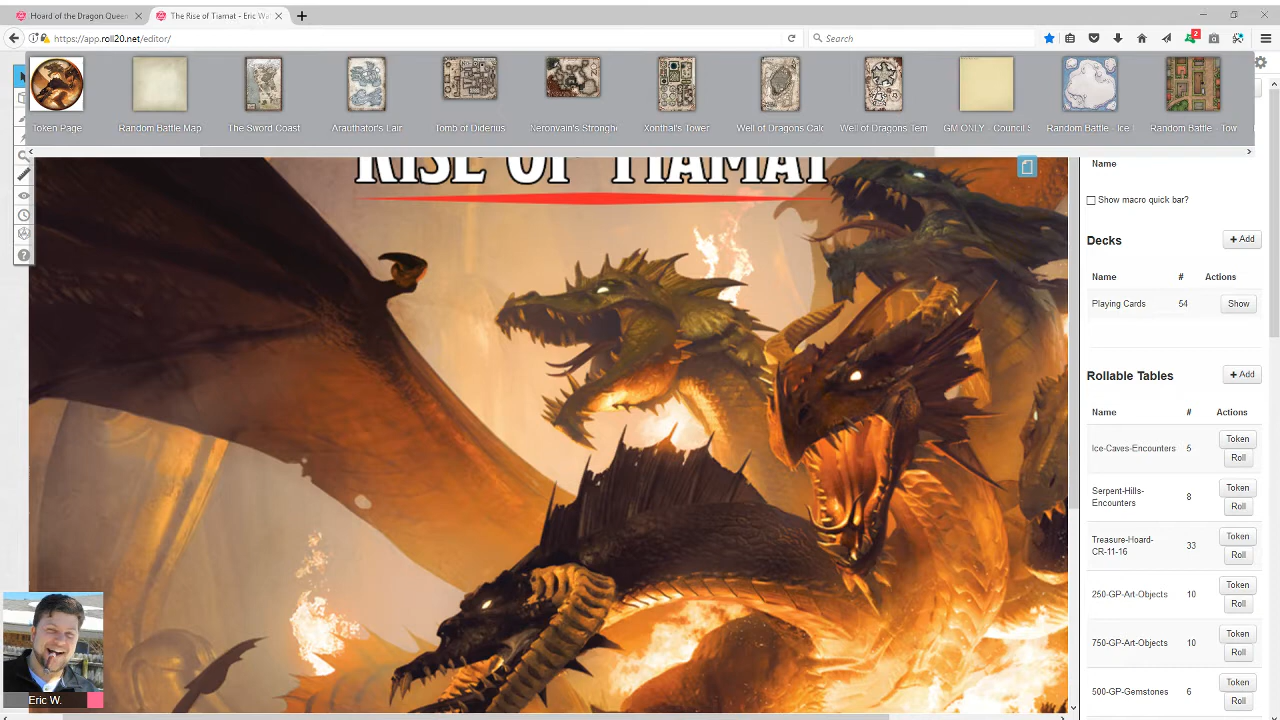 Hoard of the Dragon Queen
The Rise of Tiamat - Eric Wa
https://app.roll20.net/editor/
Search
2
Token Page
Random Battle Map
The Sword Coast
Arauthator's Lair
Tomb of Diderius
Neronvain's Strongho
Xonthal's Tower
Well of Dragons Calc
Well of Dragons Tem
GM ONLY - Council S
Random Battle - Ice
Random Battle - Tow
RISE OF TIAMAT
Name
Show macro quick bar?
Decks
+ Add
Name # Actions
Playing Cards 54 Show
Rollable Tables
+ Add
Name # Actions
Ice-Caves-Encounters 5 Token
Roll
Serpent-Hills-
Encounters 8 Token
Roll
Treasure-Hoard-
CR-11-16 33 Token
Roll
250-GP-Art-Objects 10 Token
Roll
750-GP-Art-Objects 10 Token
Roll
500-GP-Gemstones 6 Token
Roll
Eric W.